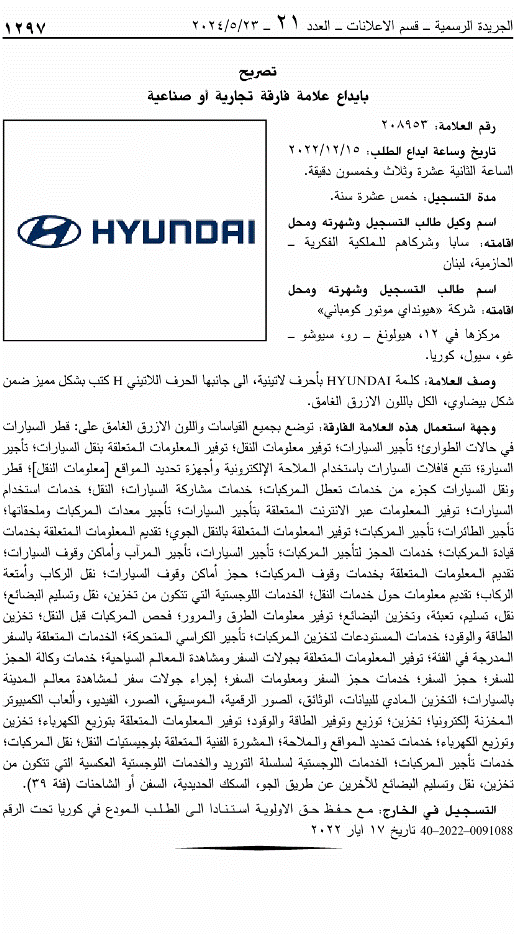 الجريدة الرسمية – قسم الاعلانات – العدد ٢١ – ٢٠٢٤/٥/٢٣
١٢٩٧
تصريح
بايداع علامة فارقة تجارية أو صناعية
رقم العلامة: ٢٠٨٩٥٣
تاريخ وساعة ايداع الطلب: ٢٠٢٢/١٢/١٥
الساعة الثانية عشرة وثلاث وخمسون دقيقة.
مدة التسجيل: خمس عشرة سنة.
اسم وكيل طالب التسجيل وشهرته ومحل
اقامته: سابا وشركاهم للملكية الفكرية –
الحازمية، لبنان
اسم طالب التسجيل وشهرته ومحل
اقامته: شركة «هيونداي موتور كومباني»
مركزها في ١٢، هيولونغ – رو، سيوشو –
غو، سيول، كوريا.
HYUNDAI
وصف العلامة: كلمة HYUNDAI بأحرف لاتينية، الى جانبها الحرف اللاتيني H كتب بشكل مميز ضمن
شكل بيضاوي، الكل باللون الازرق الغامق.
وجهة استعمال هذه العلامة الفارقة: توضع بجميع القياسات واللون الازرق الغامق على: قطر السيارات
في حالات الطوارئ؛ تأجير السيارات؛ توفير معلومات النقل؛ توفير المعلومات المتعلقة بنقل السيارات؛ تأجير
السيارة؛ تتبع قافلات السيارات باستخدام الملاحة الإلكترونية وأجهزة تحديد المواقع [معلومات النقل]؛ قطر
ونقل السيارات كجزء من خدمات تعطل المركبات؛ خدمات مشاركة السيارات؛ النقل؛ خدمات استخدام
السيارات؛ توفير المعلومات عبر الانترنت المتعلقة بتأجير السيارات؛ تأجير معدات المركبات وملحقاتها؛
تأجير الطائرات؛ تأجير المركبات؛ توفير المعلومات المتعلقة بالنقل الجوي؛ تقديم المعلومات المتعلقة بخدمات
قيادة المركبات؛ خدمات الحجز لتأجير المركبات؛ تأجير السيارات، تأجير المرآب وأماكن وقوف السيارات؛
تقديم المعلومات المتعلقة بخدمات وقوف المركبات؛ حجز أماكن وقوف السيارات؛ نقل الركاب وأمتعة
الركاب؛ تقديم معلومات حول خدمات النقل؛ الخدمات اللوجستية التي تتكون من تخزين، نقل وتسليم البضائع؛
نقل، تسليم، تعبئة، وتخزين البضائع؛ توفير معلومات الطرق والمرور؛ فحص المركبات قبل النقل؛ تخزين
الطاقة والوقود؛ خدمات المستودعات لتخزين المركبات؛ تأجير الكراسي المتحركة؛ الخدمات المتعلقة بالسفر
المدرجة في الفئة؛ توفير المعلومات المتعلقة بجولات السفر ومشاهدة المعالم السياحية؛ خدمات وكالة الحجز
للسفر؛ حجز السفر؛ خدمات حجز السفر ومعلومات السفر؛ إجراء جولات سفر لمشاهدة معالم المدينة
بالسيارات؛ التخزين المادي للبيانات، الوثائق، الصور الرقمية، الموسيقى، الصور، الفيديو، وألعاب الكمبيوتر
المخزنة إلكترونيا؛ تخزين؛ توزيع وتوفير الطاقة والوقود؛ توفير المعلومات المتعلقة بتوزيع الكهرباء؛ تخزين
وتوزيع الكهرباء؛ خدمات تحديد المواقع والملاحة؛ المشورة الفنية المتعلقة بلوجيستيات النقل؛ نقل المركبات؛
خدمات تأجير المركبات؛ الخدمات اللوجستية لسلسلة التوريد والخدمات اللوجستية العكسية التي تتكون من
تخزين، نقل وتسليم البضائع للآخرين عن طريق الجو، السكك الحديدية، السفن أو الشاحنات (فئة ٣٩).
التسجيل في الخارج: مع حفظ حق الاولوية استنادا الى الطلب المودع في كوريا تحت الرقم
40–2022–0091088 تاريخ ١٧ ايار ٢٠٢٢